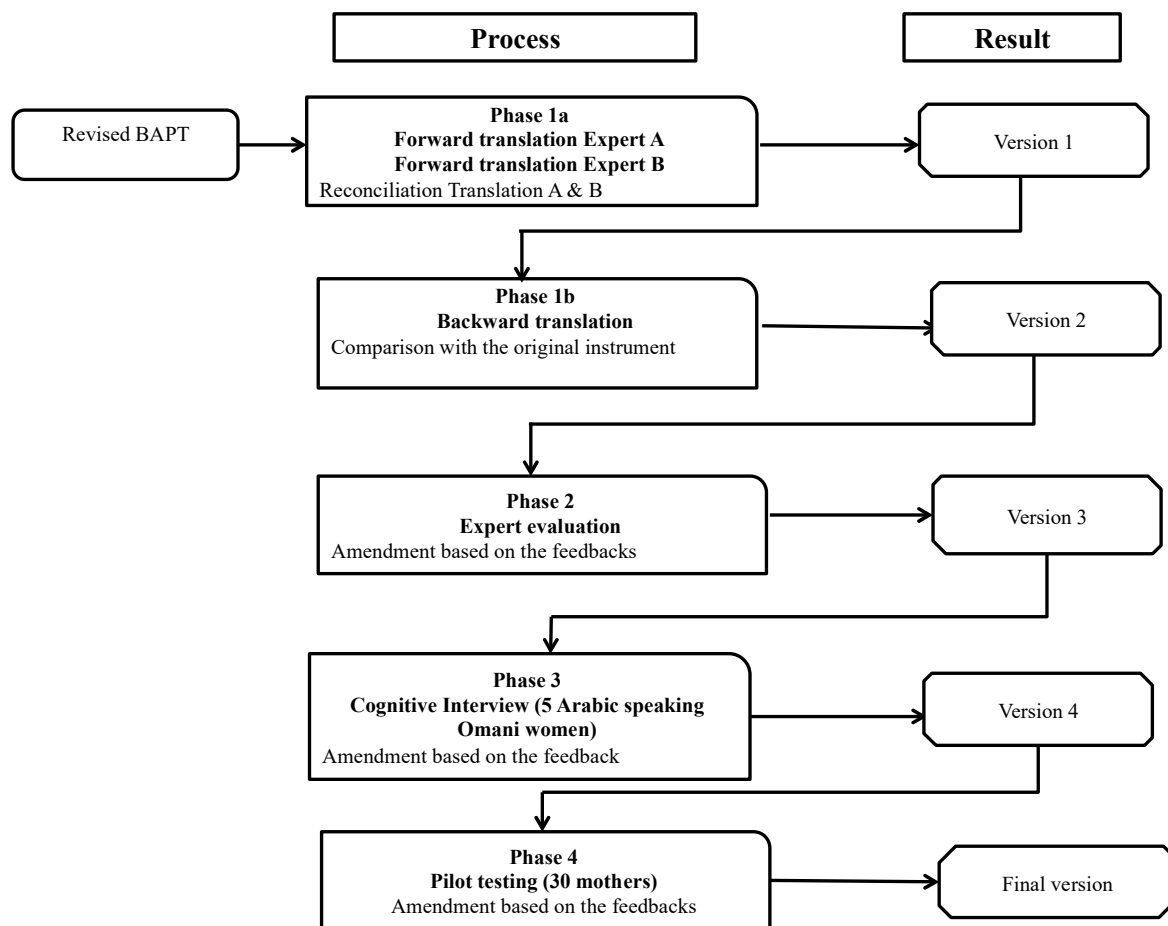 Process
Result
Revised BAPT
Phase 1a
Forward translation Expert A
Forward translation Expert B
Reconciliation Translation A & B
Version 1
Phase 1b
Backward translation
Comparison with the original instrument
Version 2
Phase 2
Expert evaluation
Amendment based on the feedbacks
Version 3
Phase 3
Cognitive Interview (5 Arabic speaking
Omani women)
Amendment based on the feedback
Version 4
Phase 4
Pilot testing (30 mothers)
Amendment based on the feedbacks
Final version